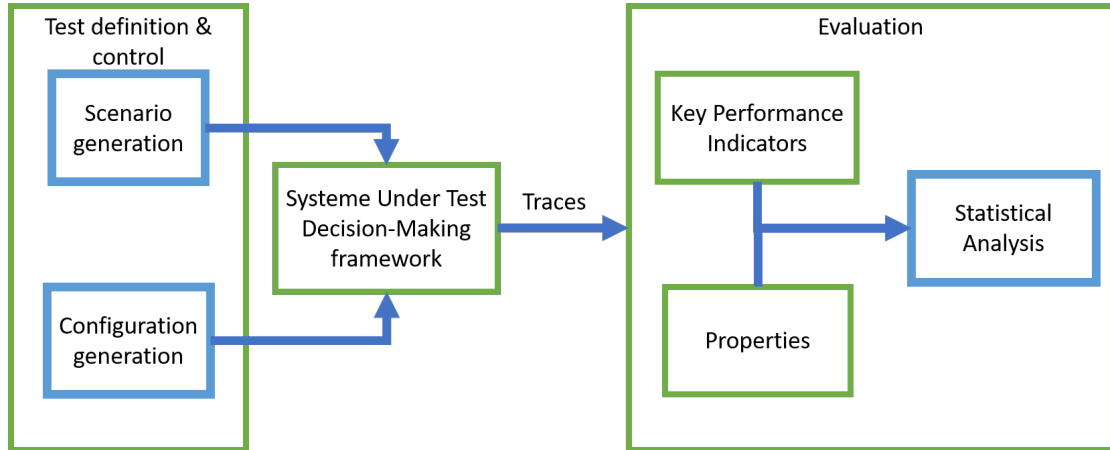 Test definition &
control
Scenario
generation
Configuration
generation
Systeme Under Test
Decision-Making
framework
Traces
Evaluation
Key Performance
Indicators
Properties
Statistical
Analysis